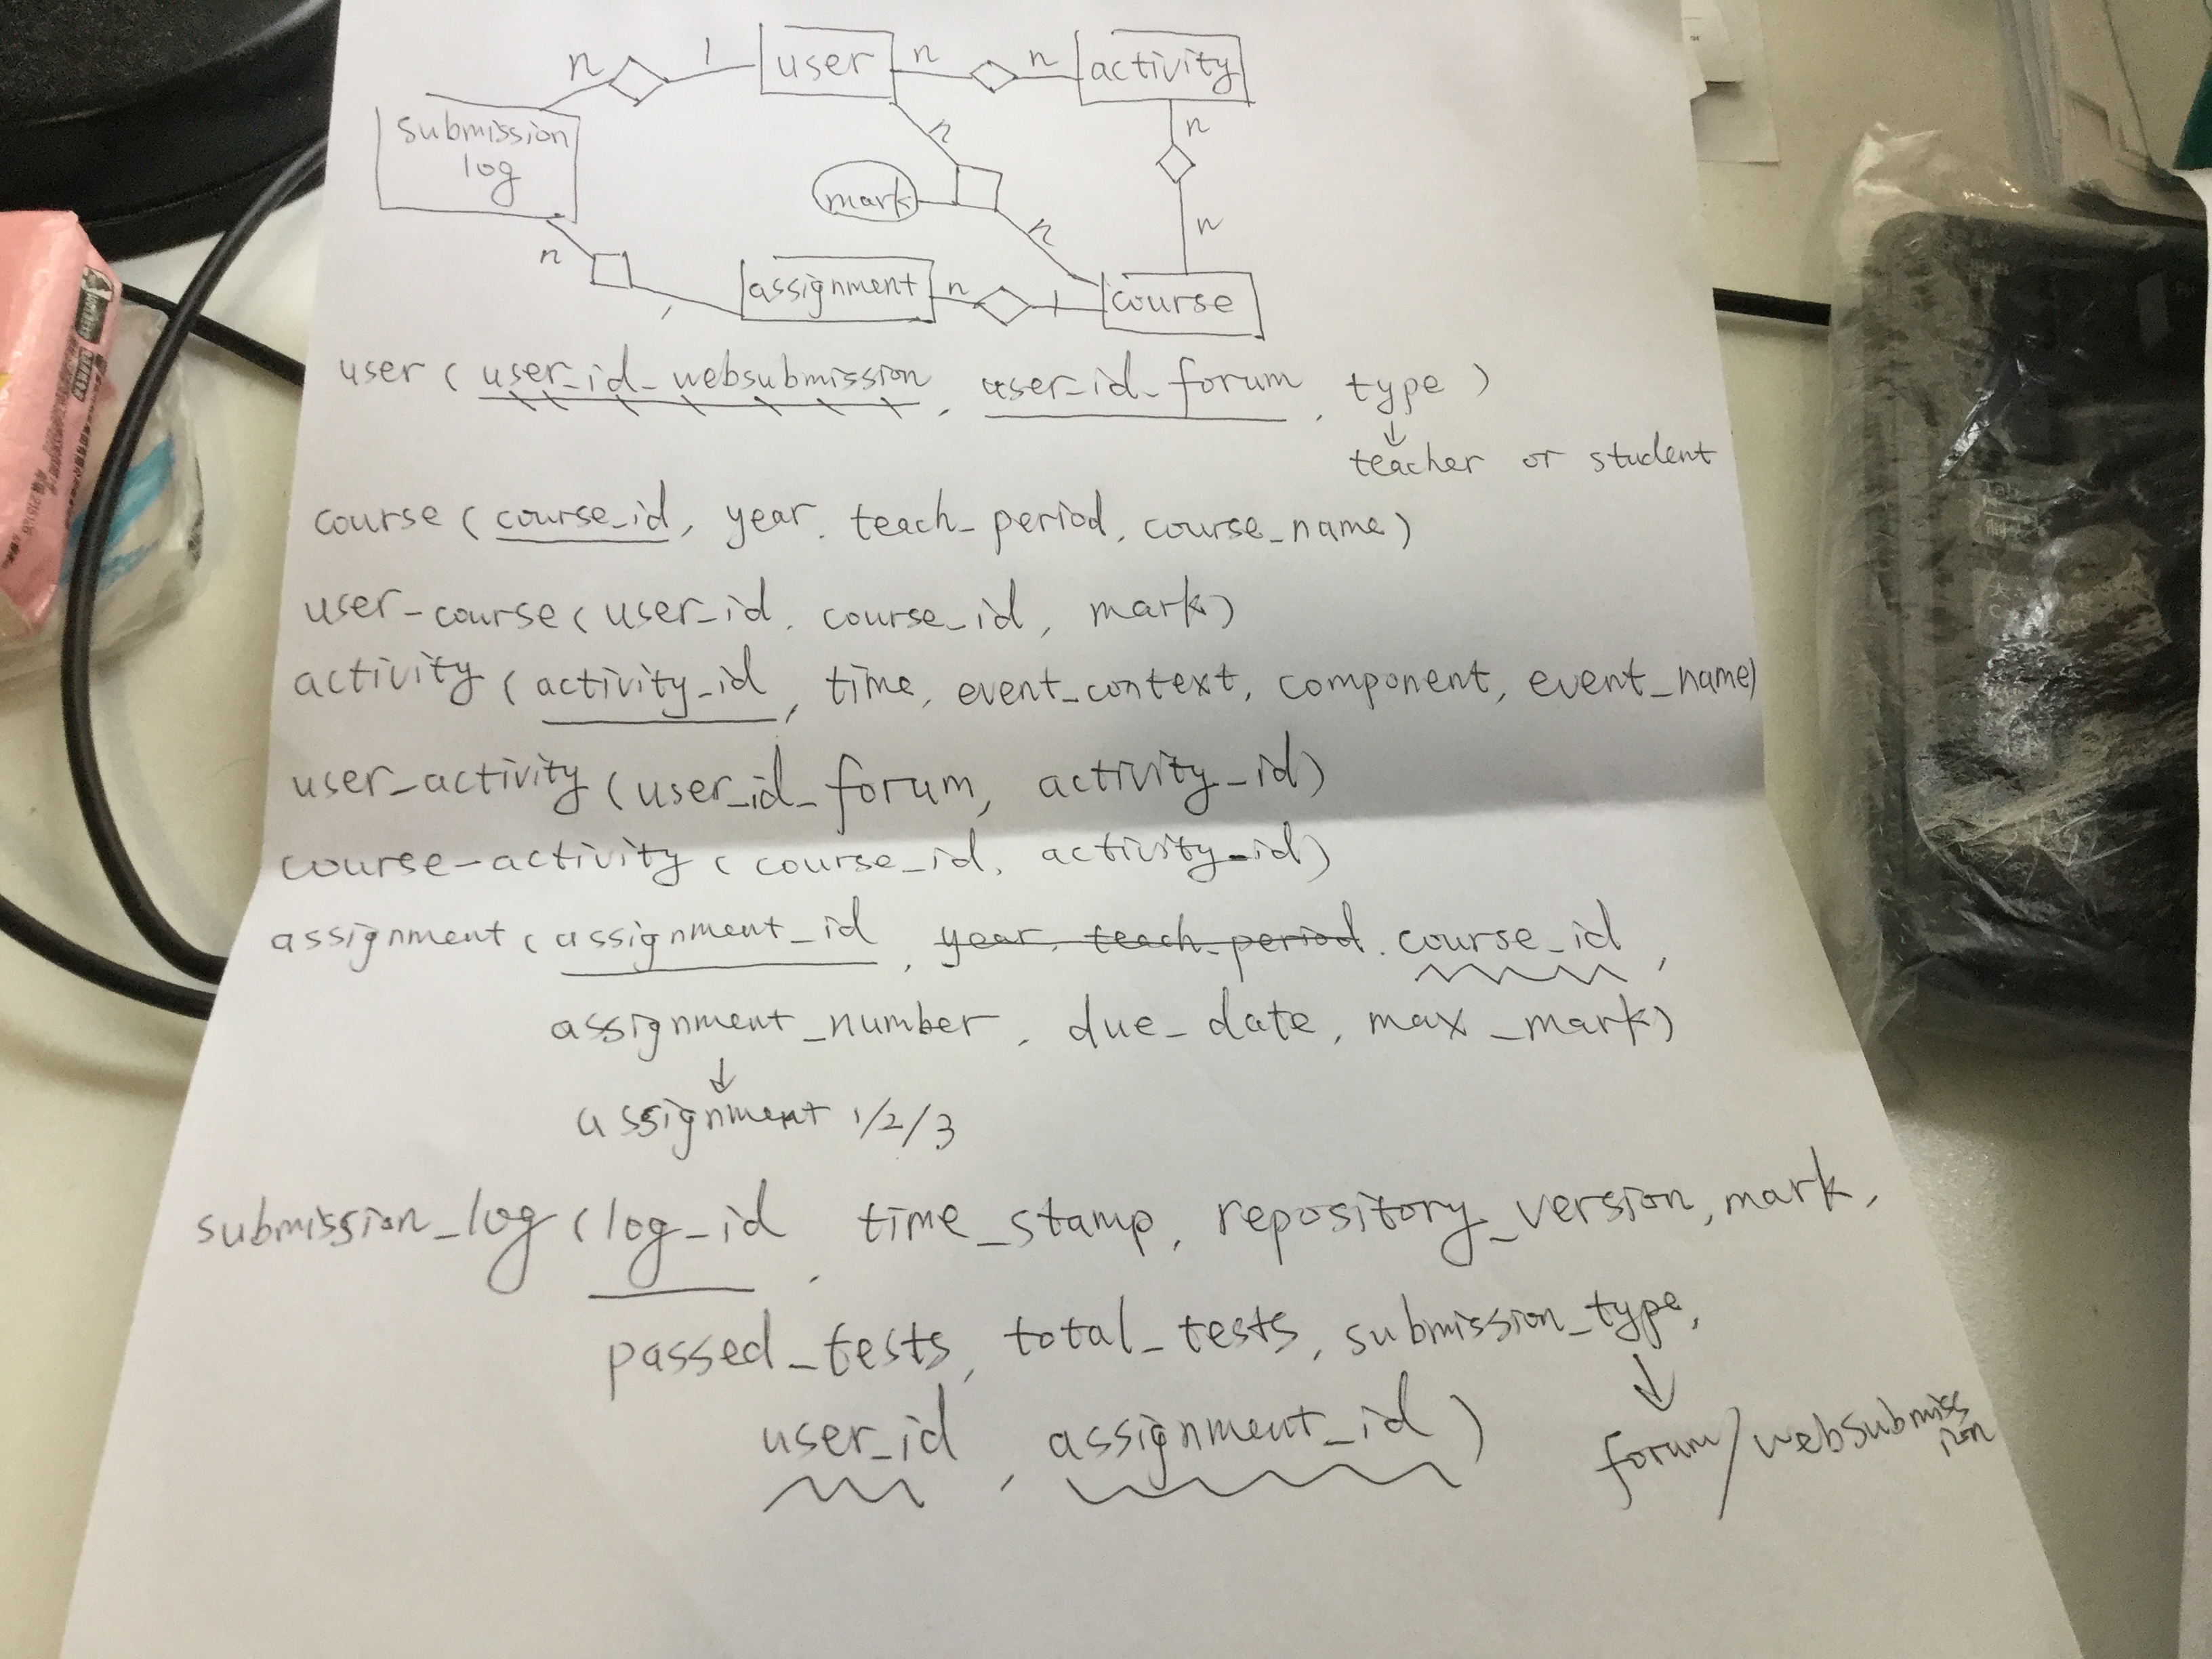 n 1 user n n activity
submission
log
n
n
mark
n
n
n
assignment n 1 course
user ( user_id_websubmission, user_id_forum, type )
↓
teacher or student
course ( course_id, year, teach_period, course_name )
user-course ( user_id, course_id, mark )
activity ( activity_id, time, event_context, component, event_name )
user_activity ( user_id_forum, activity_id )
course-activity ( course_id, activity_id )
assignment ( assignment_id, year, teach_period, course_id,
assignment_number, due_date, max_mark )
↓
assignment 1/2/3
submission_log ( log_id, time_stamp, repository_version, mark,
passed_tests, total_tests, submission_type,
↓
user_id, assignment_id )
forum/websubmission